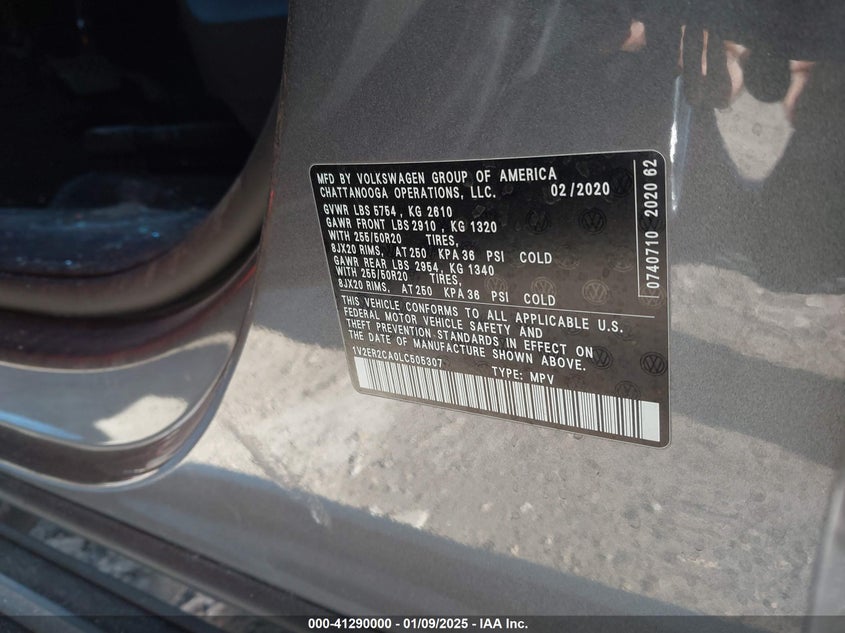 MFD BY VOLKSWAGEN GROUP OF AMERICA
CHATTANOOGA OPERATIONS, LLC. 02/2020
GVWR LBS 5754 , KG 2610
GAWR FRONT LBS 2910 , KG 1320
WITH 255/50R20 TIRES,
8JX20 RIMS, AT 250 KPA 36 PSI COLD
GAWR REAR LBS 2954 , KG 1340
WITH 255/50R20 TIRES,
8JX20 RIMS, AT 250 KPA 36 PSI COLD
THIS VEHICLE CONFORMS TO ALL APPLICABLE U.S.
FEDERAL MOTOR VEHICLE SAFETY AND
THEFT PREVENTION STANDARDS IN EFFECT ON
THE DATE OF MANUFACTURE SHOWN ABOVE.
1V2ER2CA0LC505307 TYPE: MPV
0740710 2020 62
000-41290000 - 01/09/2025 - IAA Inc.